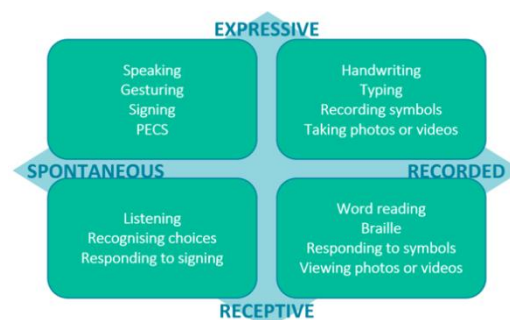 EXPRESSIVE
Speaking
Gesturing
Signing
PECS
Handwriting
Typing
Recording symbols
Taking photos or videos
SPONTANEOUS
RECORDED
Listening
Recognising choices
Responding to signing
Word reading
Braille
Responding to symbols
Viewing photos or videos
RECEPTIVE